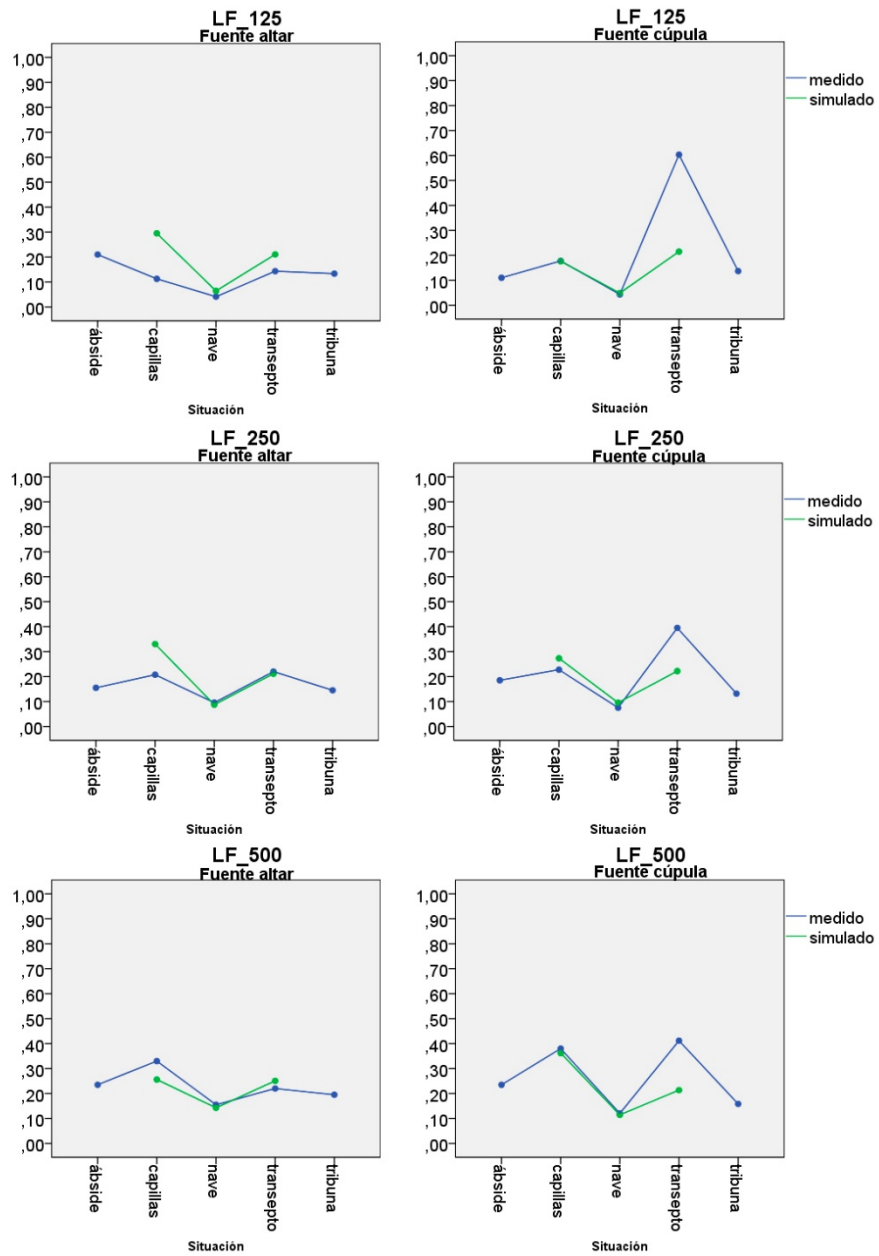 LF_125
Fuente altar
1,00
,90
,80
,70
,60
,50
,40
,30
,20
,10
,00
ábside
capillas
nave
transepto
tribuna
Situación
LF_125
Fuente cúpula
1,00
,90
,80
,70
,60
,50
,40
,30
,20
,10
,00
ábside
capillas
nave
transepto
tribuna
Situación
medido
simulado
LF_250
Fuente altar
1,00
,90
,80
,70
,60
,50
,40
,30
,20
,10
,00
ábside
capillas
nave
transepto
tribuna
Situación
LF_250
Fuente cúpula
1,00
,90
,80
,70
,60
,50
,40
,30
,20
,10
,00
ábside
capillas
nave
transepto
tribuna
Situación
medido
simulado
LF_500
Fuente altar
1,00
,90
,80
,70
,60
,50
,40
,30
,20
,10
,00
ábside
capillas
nave
transepto
tribuna
Situación
LF_500
Fuente cúpula
1,00
,90
,80
,70
,60
,50
,40
,30
,20
,10
,00
ábside
capillas
nave
transepto
tribuna
Situación
medido
simulado